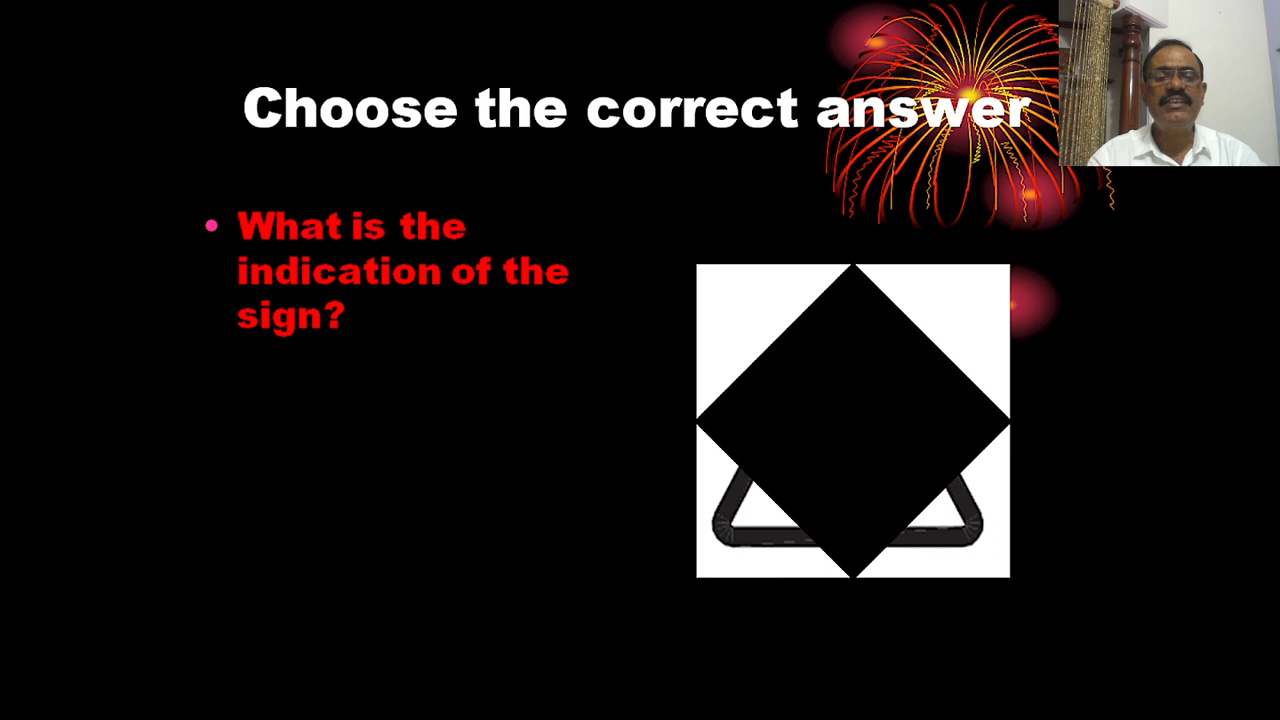 Choose the correct answer
What is the
indication of the
sign?